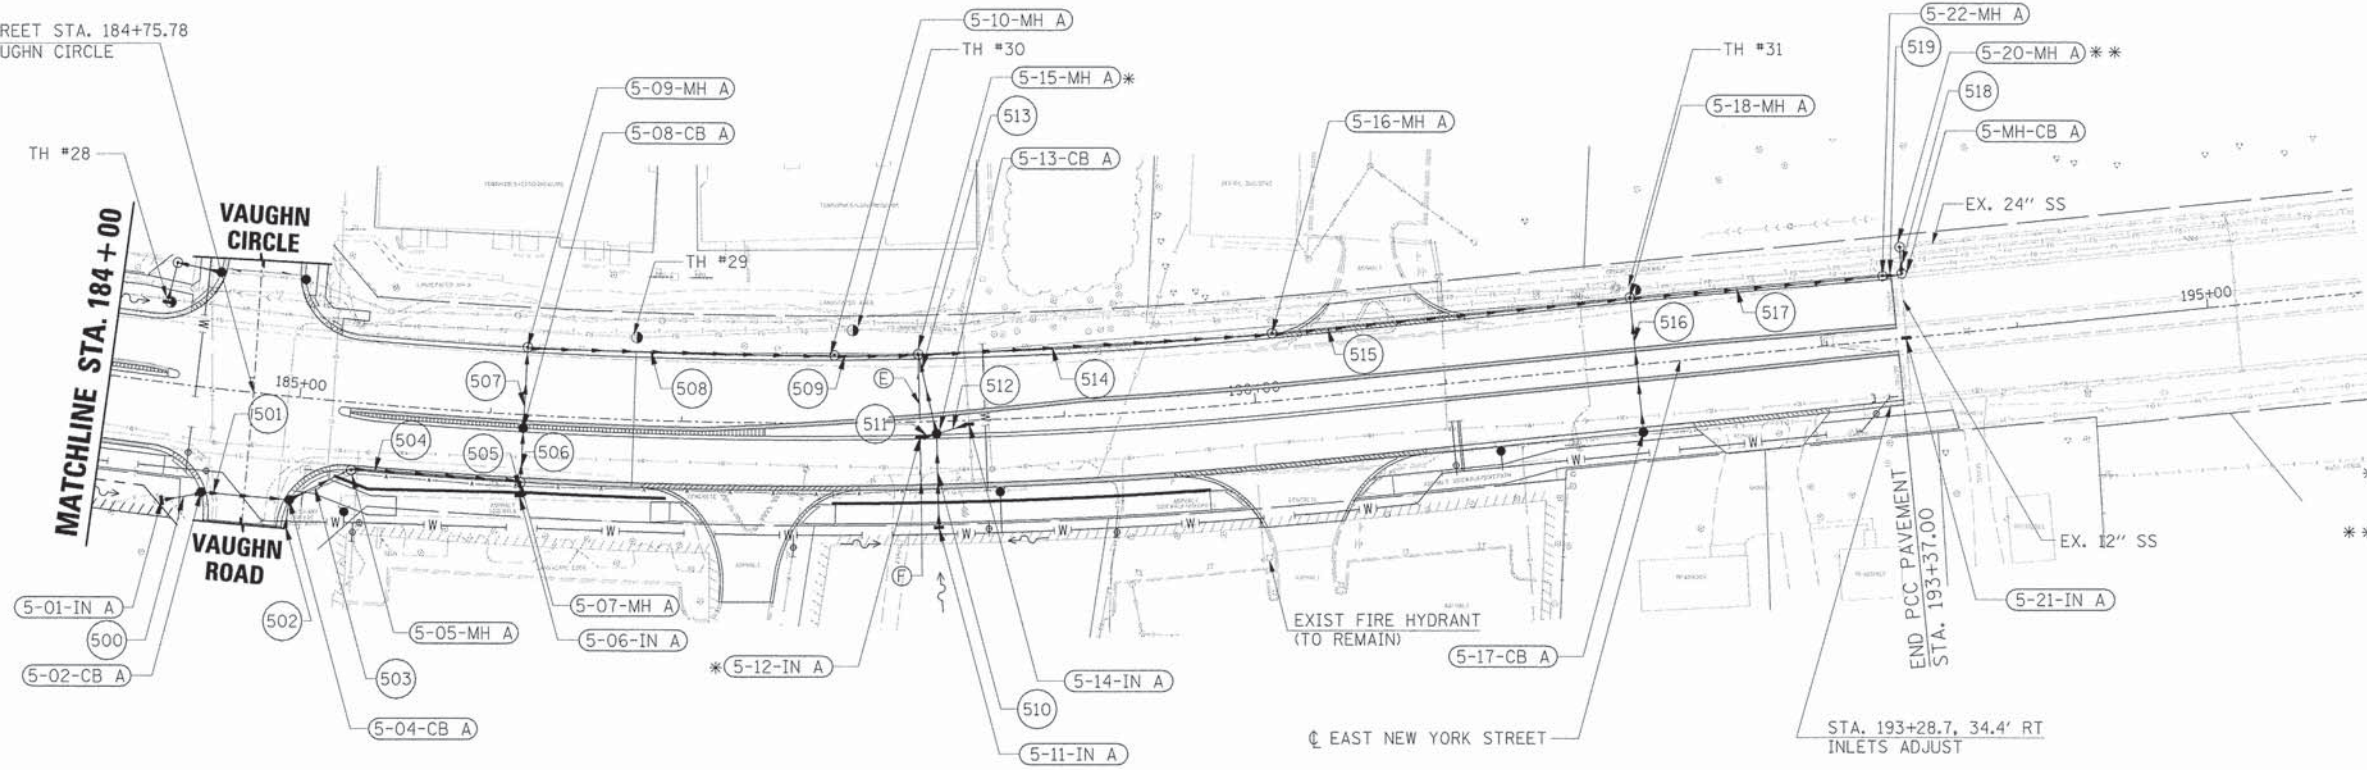 REET STA. 184+75.78
UGHN CIRCLE
5-10-MH A
TH #30
5-15-MH A*
513
5-13-CB A
5-09-MH A
5-08-CB A
5-16-MH A
TH #31
5-18-MH A
5-22-MH A
519
5-20-MH A**
518
5-MH-CB A
TH #28
VAUGHN
CIRCLE
TH #29
EX. 24" SS
MATCHLINE STA. 184+00
185+00
501
507
508
509
E
511
512
514
190+00
515
516
517
195+00
504
505
506
W
W
W
W
W
W
W
W
W
W
W
VAUGHN
ROAD
F
EX. 12" SS
5-01-IN A
500
5-02-CB A
502
503
5-05-MH A
5-04-CB A
5-07-MH A
5-06-IN A
*5-12-IN A
5-14-IN A
510
5-11-IN A
EXIST FIRE HYDRANT
(TO REMAIN)
5-17-CB A
℄ EAST NEW YORK STREET
END PCC PAVEMENT
STA. 193+37.00
5-21-IN A
STA. 193+28.7, 34.4' RT
INLETS ADJUST